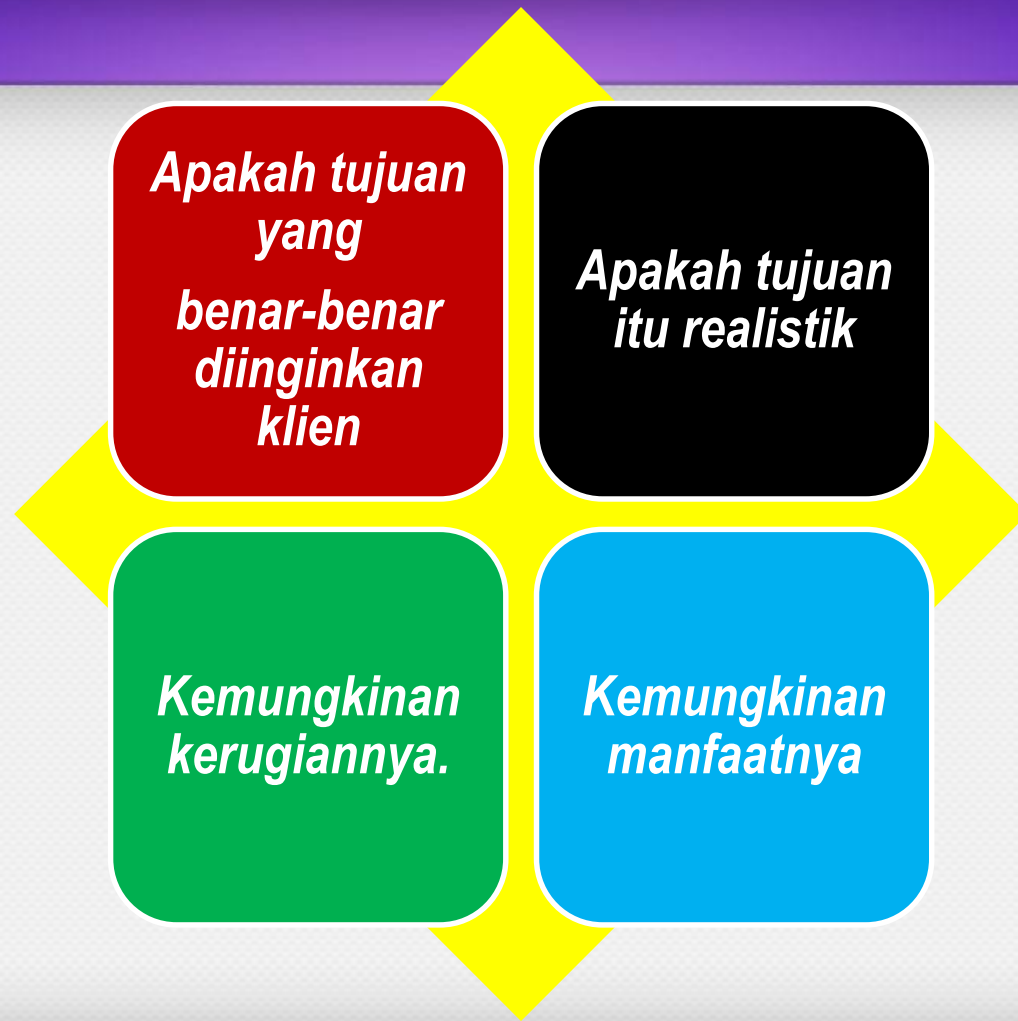 Apakah tujuan
yang
benar-benar
diinginkan
klien
Apakah tujuan
itu realistik
Kemungkinan
kerugiannya.
Kemungkinan
manfaatnya